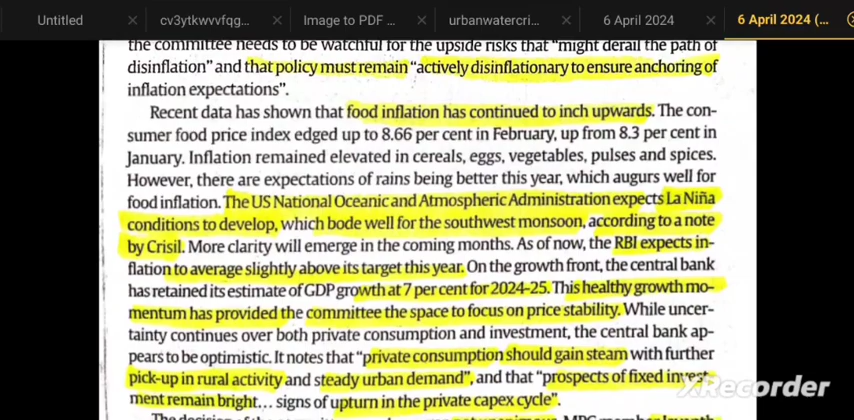 Untitled
cv3ytkwvvfqg...
Image to PDF ...
urbanwatercri...
6 April 2024
6 April 2024 (...
the committee needs to be watchful for the upside risks that “might derail the path of
disinflation” and that policy must remain “actively disinflationary to ensure anchoring of
inflation expectations”.
Recent data has shown that food inflation has continued to inch upwards. The con-
sumer food price index edged up to 8.66 per cent in February, up from 8.3 per cent in
January. Inflation remained elevated in cereals, eggs, vegetables, pulses and spices.
However, there are expectations of rains being better this year, which augurs well for
food inflation. The US National Oceanic and Atmospheric Administration expects La Niña
conditions to develop, which bode well for the southwest monsoon, according to a note
by Crisil. More clarity will emerge in the coming months. As of now, the RBI expects in-
flation to average slightly above its target this year. On the growth front, the central bank
has retained its estimate of GDP growth at 7 per cent for 2024-25. This healthy growth mo-
mentum has provided the committee the space to focus on price stability. While uncer-
tainty continues over both private consumption and investment, the central bank ap-
pears to be optimistic. It notes that “private consumption should gain steam with further
pick-up in rural activity and steady urban demand”, and that “prospects of fixed invest-
ment remain bright... signs of upturn in the private capex cycle”.
XRecorder